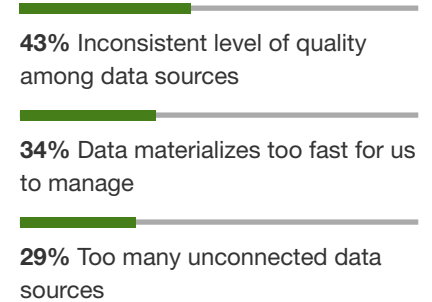 43% Inconsistent level of quality
among data sources
34% Data materializes too fast for us
to manage
29% Too many unconnected data
sources